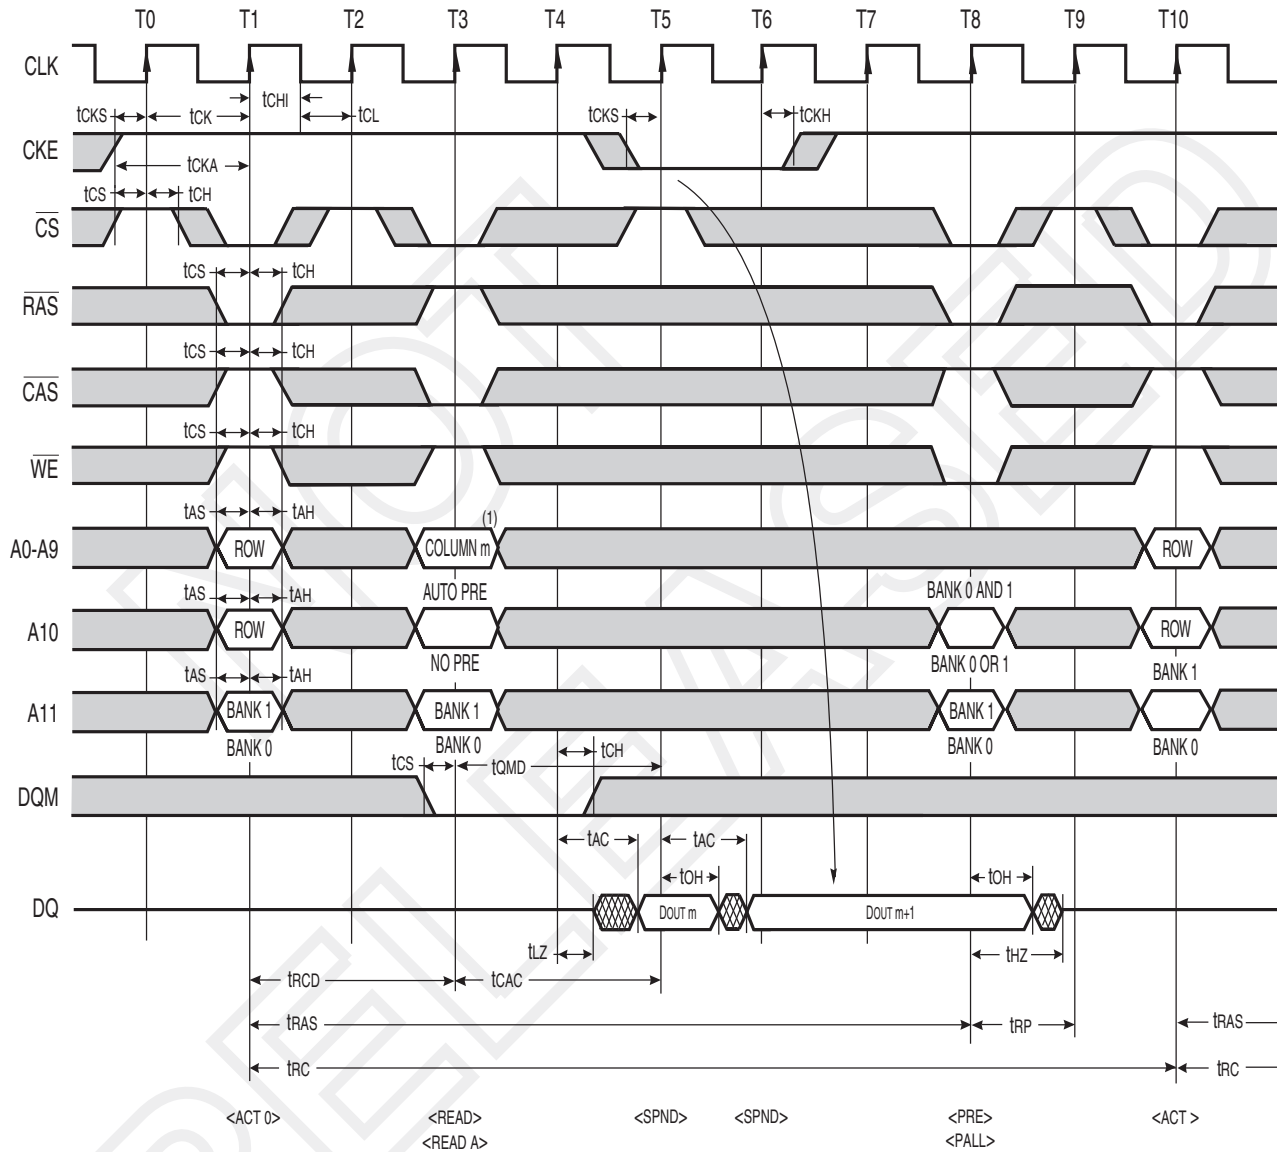 T0 T1 T2 T3 T4 T5 T6 T7 T8 T9 T10
CLK
tCHI
tCKS tCK tCL tCKS tCKH
CKE
tCKA
tCS tCH
CS
tCS tCH
RAS
tCS tCH
CAS
tCS tCH
WE
tAS tAH (1)
A0-A9 ROW COLUMN m ROW
tAS tAH AUTO PRE BANK 0 AND 1
A10 ROW ROW
NO PRE BANK 0 OR 1 BANK 1
tAS tAH
A11 BANK 1 BANK 1 BANK 1
BANK 0 BANK 0 BANK 0 BANK 0
tCS tQMD tCH
DQM
tAC tAC
tOH tOH
DQ DOUT m DOUT m+1
tLZ tHZ
tRCD tCAC
tRAS tRP tRAS
tRC tRC
<ACT 0> <READ> <SPND> <SPND> <PRE> <ACT >
<READ A> <PALL>
NOT
RELEASED